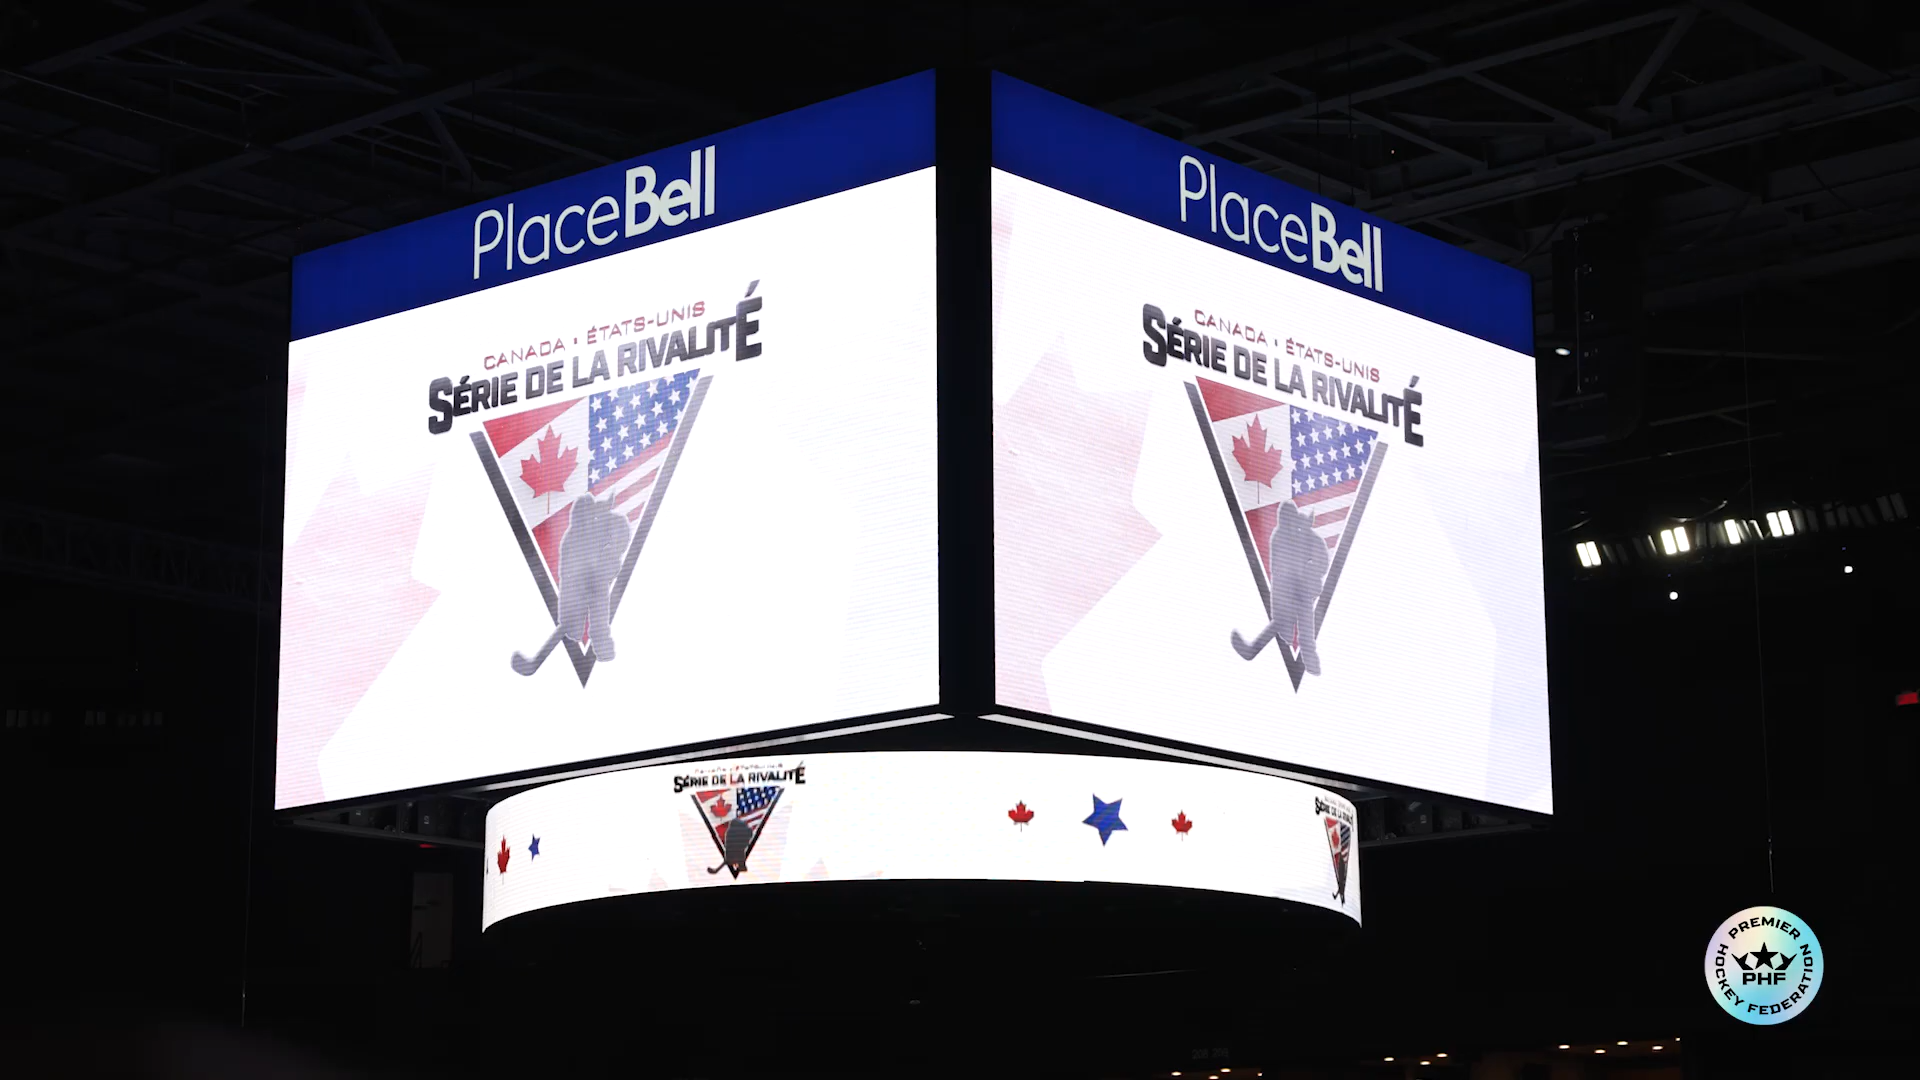 PlaceBell
CANADA • ÉTATS-UNIS
SÉRIE DE LA RIVALITÉ
PlaceBell
CANADA • ÉTATS-UNIS
SÉRIE DE LA RIVALITÉ
SÉRIE DE LA RIVALITÉ
PREMIER HOCKEY FEDERATION
PHF